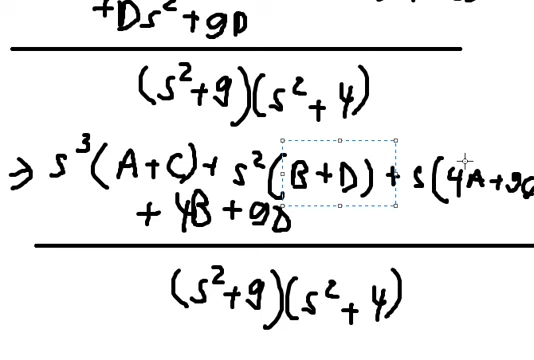 +Ds²+9D
(s²+9)(s²+4)
⇒ s³(A+C)+ s²(B+D) + s(4A+9C
+ 4B +9D
(s²+9)(s²+4)